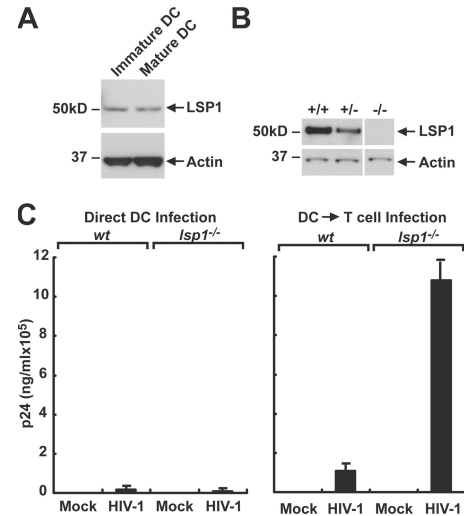 A
Immature DC
Mature DC
50kD
LSP1
37
Actin
B
+/+ +/- -/-
50kD
LSP1
37
Actin
C
Direct DC Infection
wt lsp1-/-
p24 (ng/mlx10⁵)
12
10
8
6
4
2
0
Mock HIV-1 Mock HIV-1
DC → T cell Infection
wt lsp1-/-
Mock HIV-1 Mock HIV-1